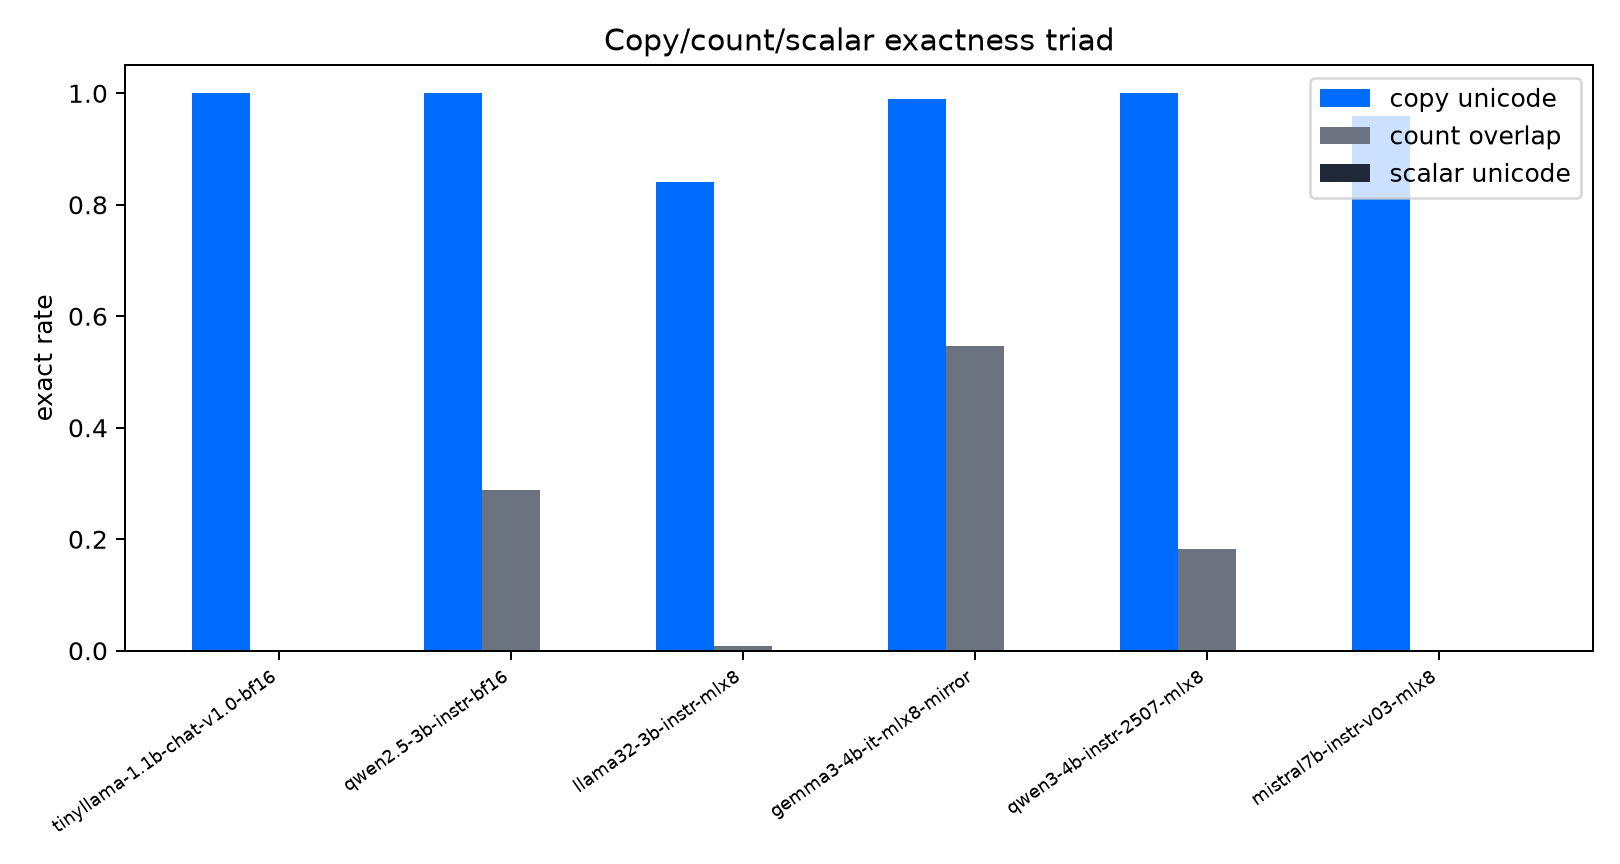 Copy/count/scalar exactness triad
copy unicode
count overlap
scalar unicode
exact rate
1.0
0.8
0.6
0.4
0.2
0.0
tinyllama-1.1b-chat-v1.0-bf16
qwen2.5-3b-instr-bf16
llama32-3b-instr-mlx8
gemma3-4b-it-mlx8-mirror
qwen3-4b-instr-2507-mlx8
mistral7b-instr-v03-mlx8